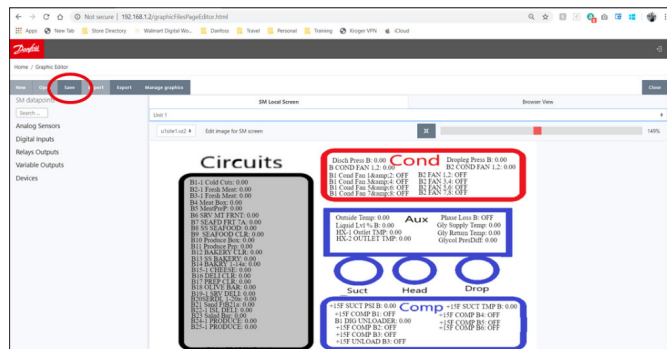 Not secure | 192.168.1.2/graphicFilesPageEditor.html
Apps New Tab Store Directory Walmart Digital Wo... Danfoss Travel Personal Training Kroger VPN iCloud
Danfoss
Home / Graphic Editor
New Open Save Import Export Manage graphics Close
SM datapoints
SM Local Screen Browser View
Search ... Unit 1
Analog Sensors
Digital Inputs
Relays Outputs
Variable Outputs
Devices
Edit image for SM screen 149%
Circuits
B1-1 Cold Cuts: 0.00
B2-1 Fresh Meat: 0.00
B3-1 Fresh Meat: 0.00
B4 Meat Box: 0.00
B5 MeatPreP: 0.00
B6 SRV MT FRNT: 0.00
B7 SEAFD FRT 7A: 0.00
B8 SS SEAFOOD: 0.00
B9 SEAFOOD CLR: 0.00
B10 Produce Box: 0.00
B11 Produce Prp: 0.00
B12 BAKERY CLR: 0.00
B13 SS BAKERY: 0.00
B14 BAKRY 1-14a: 0.00
B15-1 CHEESE: 0.00
B16 DELI CLR: 0.00
B17 PREP CLR: 0.00
B18 OLIVE BAR: 0.00
B19-1 SRV DELI: 0.00
B20SERDL 1-20a: 0.00
B22-1 ISL DELI: 0.00
B23 Salad Bar: 0.00
B24-1 PRODUCE: 0.00
B25-1 PRODUCE: 0.00
Cond
Disch Press B: 0.00 Dropleg Press B: 0.00
B COND FAN 1,2: 0.00 B2 COND FAN 1,2: 0.00
B1 Cond Fan 1&amp;2: OFF B2 FAN 1,2: OFF
B1 Cond Fan 3&amp;4: OFF B2 FAN 3,4: OFF
B1 Cond Fan 5&amp;6: OFF B2 FAN 5,6: OFF
B1 Cond Fan 7&amp;8: OFF B2 FAN 7,8: OFF
Aux
Outside Temp: 0.00 Phase Loss B: OFF
Liquid Lvl % B: 0.00 Gly Supply Temp: 0.00
HX-1 Outlet TMP: 0.00 Gly Return Temp: 0.00
HX-2 OUTLET TMP: 0.00 Glycol PresDiff: 0.00
Suct Head Drop
Comp
+15F SUCT PSI B: 0.00 +15F SUCT TMP B: 0.00
+15F COMP B1: OFF +15F COMP B4: OFF
B1 DIG UNLOADER: 0.00 +15F COMP B5: OFF
+15F COMP B2: OFF +15F COMP B6: OFF
+15F COMP B3: OFF
+15F UNLOAD B3: OFF